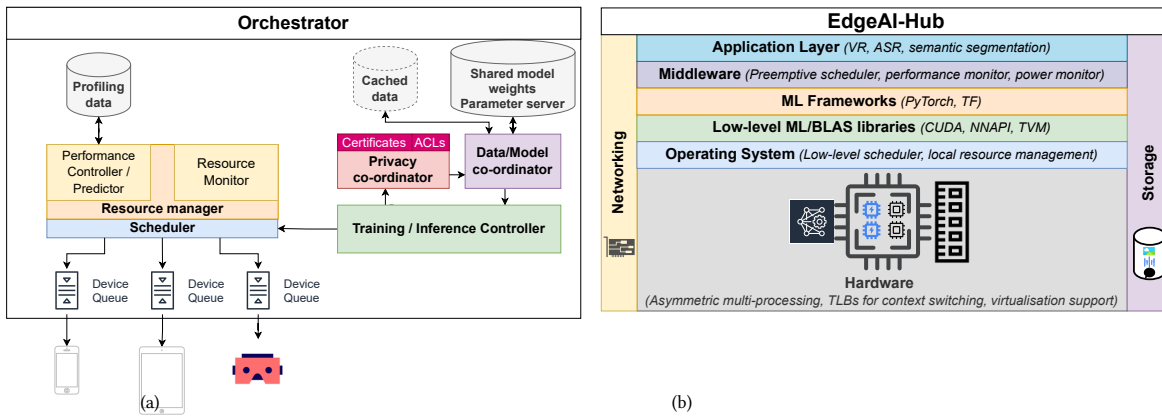 Orchestrator
Profiling
data
Cached
data
Shared model
weights
Parameter server
Certificates ACLs
Privacy
co-ordinator
Data/Model
co-ordinator
Performance
Controller /
Predictor
Resource
Monitor
Resource manager
Scheduler
Training / Inference Controller
Device
Queue
Device
Queue
Device
Queue
(a)
EdgeAI-Hub
Networking
Application Layer (VR, ASR, semantic segmentation)
Middleware (Preemptive scheduler, performance monitor, power monitor)
ML Frameworks (PyTorch, TF)
Low-level ML/BLAS libraries (CUDA, NNAPI, TVM)
Operating System (Low-level scheduler, local resource management)
Hardware
(Asymmetric multi-processing, TLBs for context switching, virtualisation support)
Storage
(b)